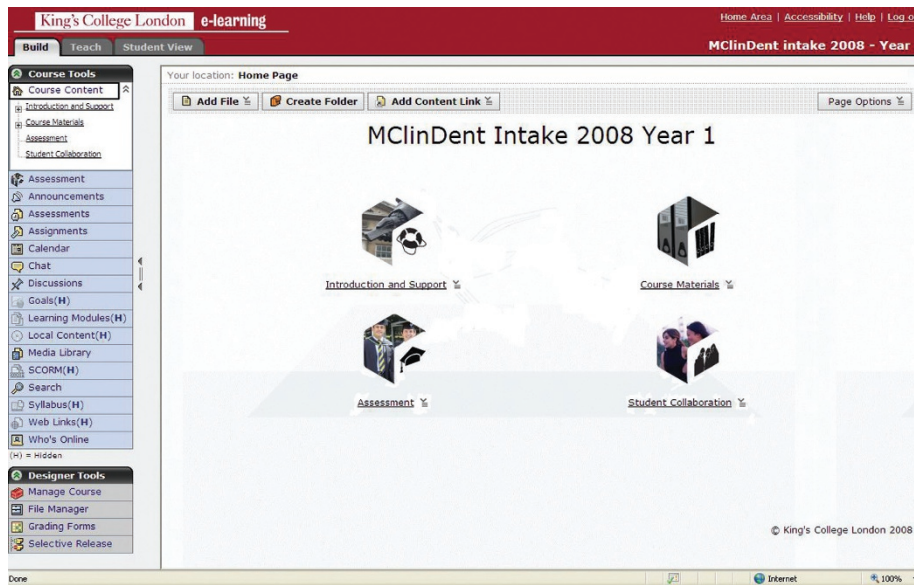 King's College London e-learning
Home Area | Accessibility | Help | Log o
Build Teach Student View
MClinDent intake 2008 - Year
Course Tools
Course Content
Introduction and Support
Course Materials
Assessment
Student Collaboration
Assessment
Announcements
Assessments
Assignments
Calendar
Chat
Discussions
Goals(H)
Learning Modules(H)
Local Content(H)
Media Library
SCORM(H)
Search
Syllabus(H)
Web Links(H)
Who's Online
(H) = Hidden
Designer Tools
Manage Course
File Manager
Grading Forms
Selective Release
Your location: Home Page
Add File Create Folder Add Content Link Page Options
MClinDent Intake 2008 Year 1
Introduction and Support Course Materials
Assessment Student Collaboration
© King's College London 2008
Done Internet 100%